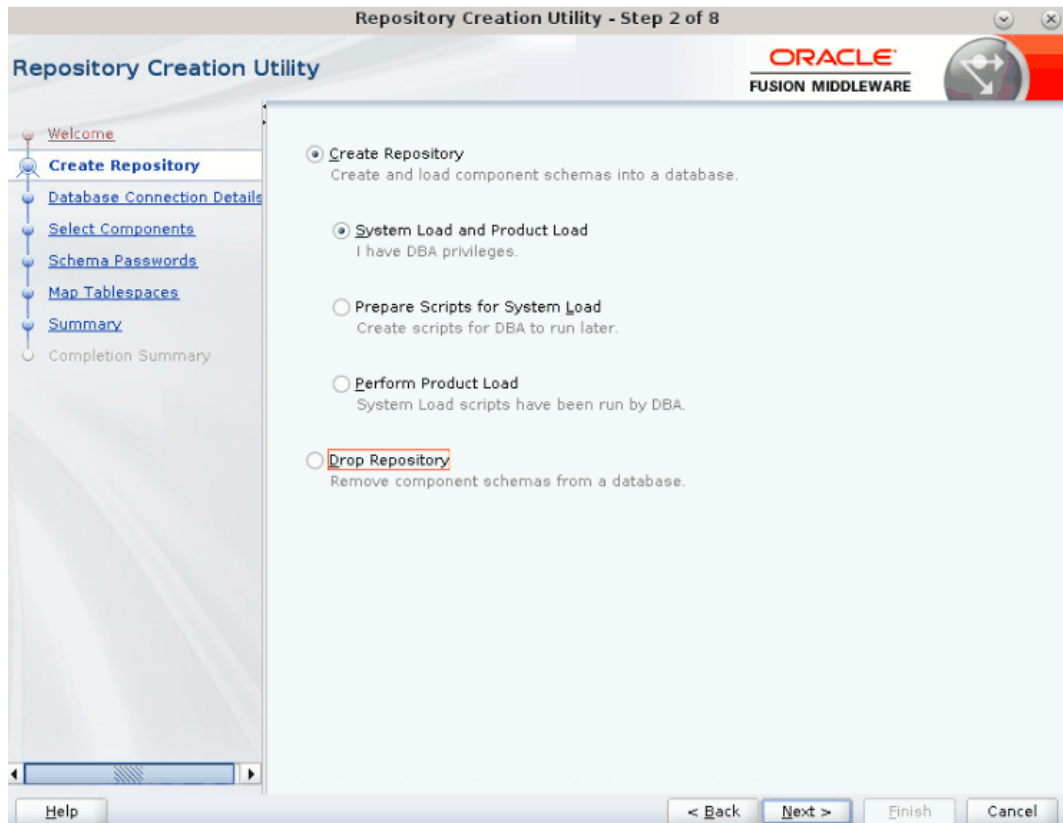 Repository Creation Utility - Step 2 of 8
Repository Creation Utility
ORACLE
FUSION MIDDLEWARE
Welcome
Create Repository
Database Connection Details
Select Components
Schema Passwords
Map Tablespaces
Summary
Completion Summary
Create Repository
Create and load component schemas into a database.
System Load and Product Load
I have DBA privileges.
Prepare Scripts for System Load
Create scripts for DBA to run later.
Perform Product Load
System Load scripts have been run by DBA.
Drop Repository
Remove component schemas from a database.
Help
< Back
Next >
Finish
Cancel